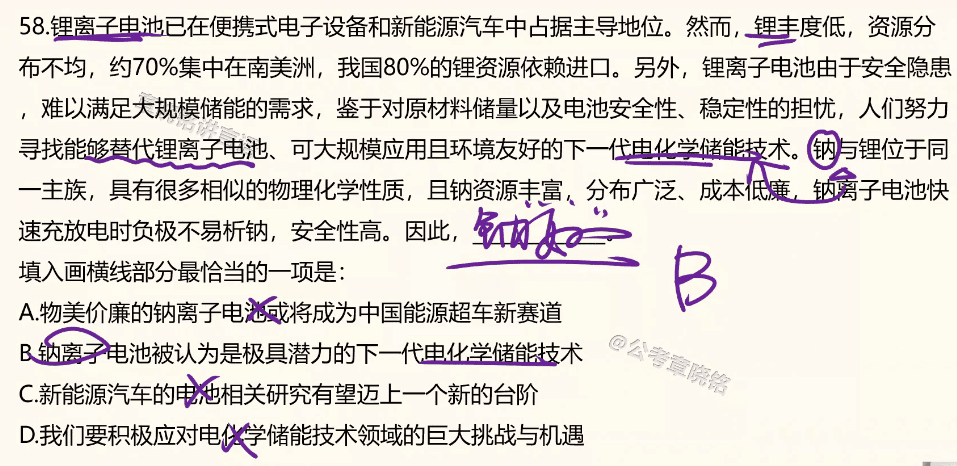 58.锂离子电池已在便携式电子设备和新能源汽车中占据主导地位。然而，锂丰度低，资源分
布不均，约70%集中在南美洲，我国80%的锂资源依赖进口。另外，锂离子电池由于安全隐患
，难以满足大规模储能的需求，鉴于对原材料储量以及电池安全性、稳定性的担忧，人们努力
寻找能够替代锂离子电池、可大规模应用且环境友好的下一代电化学储能技术。钠与锂位于同
一主族，具有很多相似的物理化学性质，且钠资源丰富，分布广泛、成本低廉，钠离子电池快
速充放电时负极不易析钠，安全性高。因此，
填入画横线部分最恰当的一项是：
B
A.物美价廉的钠离子电池或将成为中国能源超车新赛道
B.钠离子电池被认为是极具潜力的下一代电化学储能技术
@公考章晓铭
C.新能源汽车的电池相关研究有望迈上一个新的台阶
D.我们要积极应对电化学储能技术领域的巨大挑战与机遇